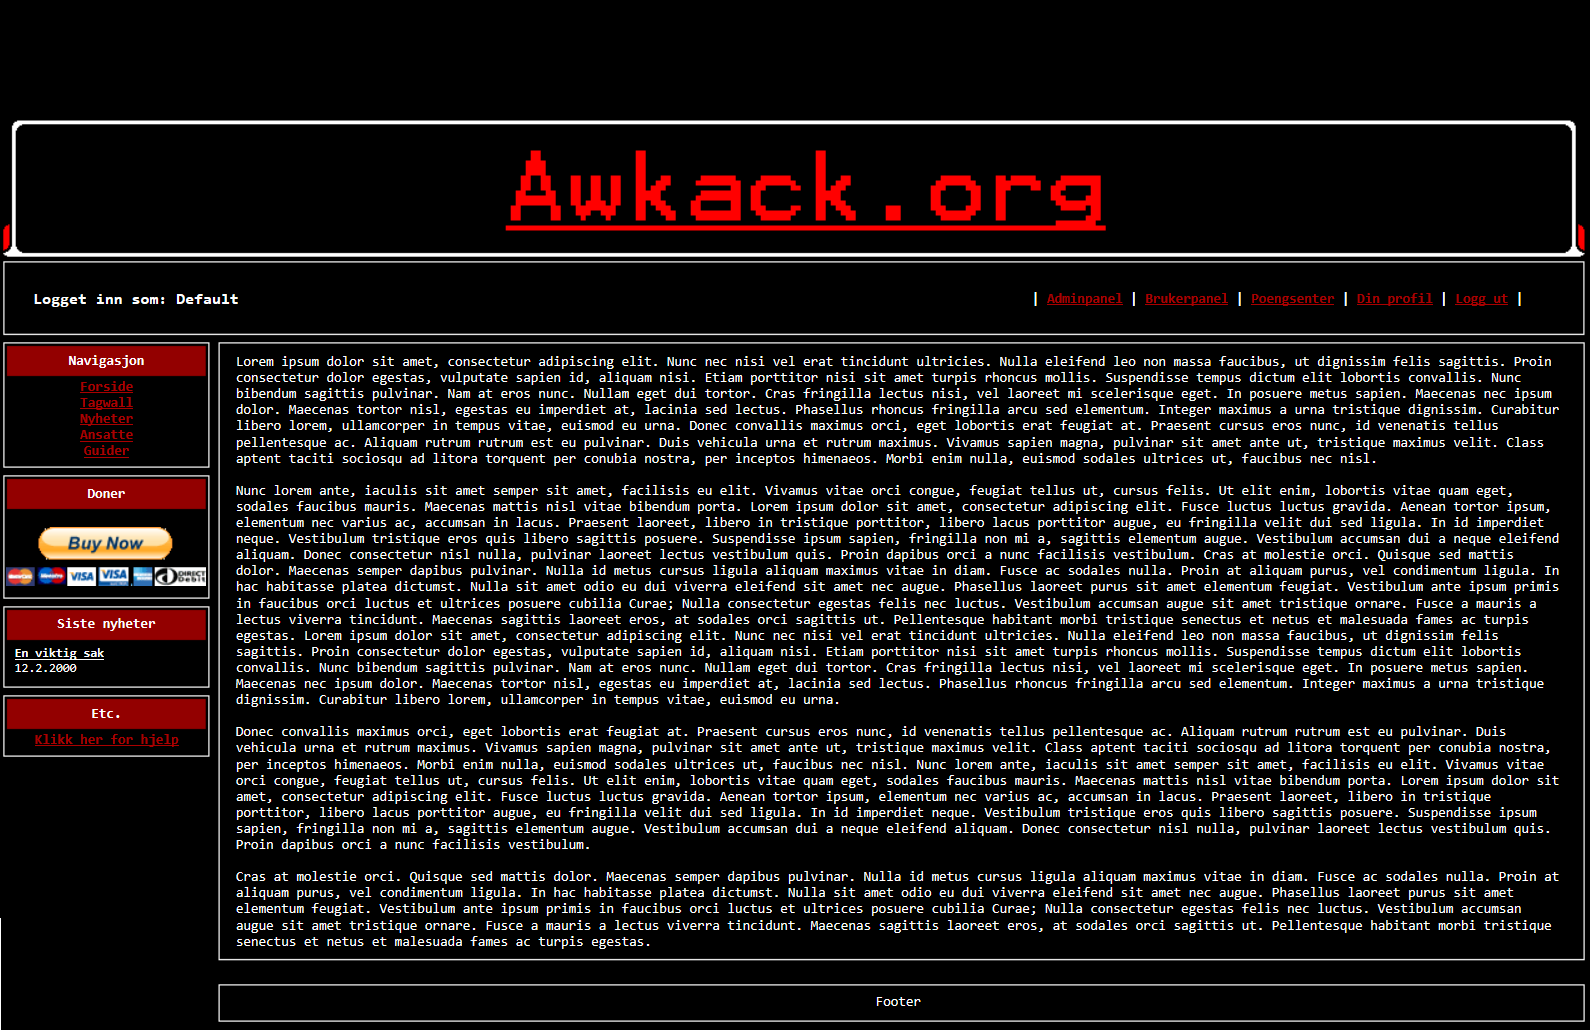 Awkack.org
Logget inn som: Default
| Adminpanel | Brukerpanel | Poengsenter | Din profil | Logg ut |
Navigasjon
Forside
Tagwall
Nyheter
Ansatte
Guider
Doner
Buy Now
MasterCard Maestro VISA VISA DIRECT Debit
Siste nyheter
En viktig sak
12.2.2000
Etc.
Klikk her for hjelp
Lorem ipsum dolor sit amet, consectetur adipiscing elit. Nunc nec nisi vel erat tincidunt ultricies. Nulla eleifend leo non massa faucibus, ut dignissim felis sagittis. Proin
consectetur dolor egestas, vulputate sapien id, aliquam nisi. Etiam porttitor nisi sit amet turpis rhoncus mollis. Suspendisse tempus dictum elit lobortis convallis. Nunc
bibendum sagittis pulvinar. Nam at eros nunc. Nullam eget dui tortor. Cras fringilla lectus nisi, vel laoreet mi scelerisque eget. In posuere metus sapien. Maecenas nec ipsum
dolor. Maecenas tortor nisl, egestas eu imperdiet at, lacinia sed lectus. Phasellus rhoncus fringilla arcu sed elementum. Integer maximus a urna tristique dignissim. Curabitur
libero lorem, ullamcorper in tempus vitae, euismod eu urna. Donec convallis maximus orci, eget lobortis erat feugiat at. Praesent cursus eros nunc, id venenatis tellus
pellentesque ac. Aliquam rutrum rutrum est eu pulvinar. Duis vehicula urna et rutrum maximus. Vivamus sapien magna, pulvinar sit amet ante ut, tristique maximus velit. Class
aptent taciti sociosqu ad litora torquent per conubia nostra, per inceptos himenaeos. Morbi enim nulla, euismod sodales ultrices ut, faucibus nec nisl.
Nunc lorem ante, iaculis sit amet semper sit amet, facilisis eu elit. Vivamus vitae orci congue, feugiat tellus ut, cursus felis. Ut elit enim, lobortis vitae quam eget,
sodales faucibus mauris. Maecenas mattis nisl vitae bibendum porta. Lorem ipsum dolor sit amet, consectetur adipiscing elit. Fusce luctus luctus gravida. Aenean tortor ipsum,
elementum nec varius ac, accumsan in lacus. Praesent laoreet, libero in tristique porttitor, libero lacus porttitor augue, eu fringilla velit dui sed ligula. In id imperdiet
neque. Vestibulum tristique eros quis libero sagittis posuere. Suspendisse ipsum sapien, fringilla non mi a, sagittis elementum augue. Vestibulum accumsan dui a neque eleifend
aliquam. Donec consectetur nisl nulla, pulvinar laoreet lectus vestibulum quis. Proin dapibus orci a nunc facilisis vestibulum. Cras at molestie orci. Quisque sed mattis
dolor. Maecenas semper dapibus pulvinar. Nulla id metus cursus ligula aliquam maximus vitae in diam. Fusce ac sodales nulla. Proin at aliquam purus, vel condimentum ligula. In
hac habitasse platea dictumst. Nulla sit amet odio eu dui viverra eleifend sit amet nec augue. Phasellus laoreet purus sit amet elementum feugiat. Vestibulum ante ipsum primis
in faucibus orci luctus et ultrices posuere cubilia Curae; Nulla consectetur egestas felis nec luctus. Vestibulum accumsan augue sit amet tristique ornare. Fusce a mauris a
lectus viverra tincidunt. Maecenas sagittis laoreet eros, at sodales orci sagittis ut. Pellentesque habitant morbi tristique senectus et netus et malesuada fames ac turpis
egestas. Lorem ipsum dolor sit amet, consectetur adipiscing elit. Nunc nec nisi vel erat tincidunt ultricies. Nulla eleifend leo non massa faucibus, ut dignissim felis
sagittis. Proin consectetur dolor egestas, vulputate sapien id, aliquam nisi. Etiam porttitor nisi sit amet turpis rhoncus mollis. Suspendisse tempus dictum elit lobortis
convallis. Nunc bibendum sagittis pulvinar. Nam at eros nunc. Nullam eget dui tortor. Cras fringilla lectus nisi, vel laoreet mi scelerisque eget. In posuere metus sapien.
Maecenas nec ipsum dolor. Maecenas tortor nisl, egestas eu imperdiet at, lacinia sed lectus. Phasellus rhoncus fringilla arcu sed elementum. Integer maximus a urna tristique
dignissim. Curabitur libero lorem, ullamcorper in tempus vitae, euismod eu urna.
Donec convallis maximus orci, eget lobortis erat feugiat at. Praesent cursus eros nunc, id venenatis tellus pellentesque ac. Aliquam rutrum rutrum est eu pulvinar. Duis
vehicula urna et rutrum maximus. Vivamus sapien magna, pulvinar sit amet ante ut, tristique maximus velit. Class aptent taciti sociosqu ad litora torquent per conubia nostra,
per inceptos himenaeos. Morbi enim nulla, euismod sodales ultrices ut, faucibus nec nisl. Nunc lorem ante, iaculis sit amet semper sit amet, facilisis eu elit. Vivamus vitae
orci congue, feugiat tellus ut, cursus felis. Ut elit enim, lobortis vitae quam eget, sodales faucibus mauris. Maecenas mattis nisl vitae bibendum porta. Lorem ipsum dolor sit
amet, consectetur adipiscing elit. Fusce luctus luctus gravida. Aenean tortor ipsum, elementum nec varius ac, accumsan in lacus. Praesent laoreet, libero in tristique
porttitor, libero lacus porttitor augue, eu fringilla velit dui sed ligula. In id imperdiet neque. Vestibulum tristique eros quis libero sagittis posuere. Suspendisse ipsum
sapien, fringilla non mi a, sagittis elementum augue. Vestibulum accumsan dui a neque eleifend aliquam. Donec consectetur nisl nulla, pulvinar laoreet lectus vestibulum quis.
Proin dapibus orci a nunc facilisis vestibulum.
Cras at molestie orci. Quisque sed mattis dolor. Maecenas semper dapibus pulvinar. Nulla id metus cursus ligula aliquam maximus vitae in diam. Fusce ac sodales nulla. Proin at
aliquam purus, vel condimentum ligula. In hac habitasse platea dictumst. Nulla sit amet odio eu dui viverra eleifend sit amet nec augue. Phasellus laoreet purus sit amet
elementum feugiat. Vestibulum ante ipsum primis in faucibus orci luctus et ultrices posuere cubilia Curae; Nulla consectetur egestas felis nec luctus. Vestibulum accumsan
augue sit amet tristique ornare. Fusce a mauris a lectus viverra tincidunt. Maecenas sagittis laoreet eros, at sodales orci sagittis ut. Pellentesque habitant morbi tristique
senectus et netus et malesuada fames ac turpis egestas.
Footer